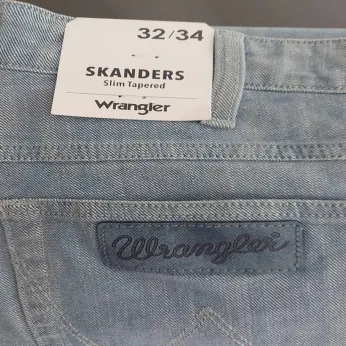 32/34
SKANDERS
Slim Tapered
Wrangler
Wrangler®